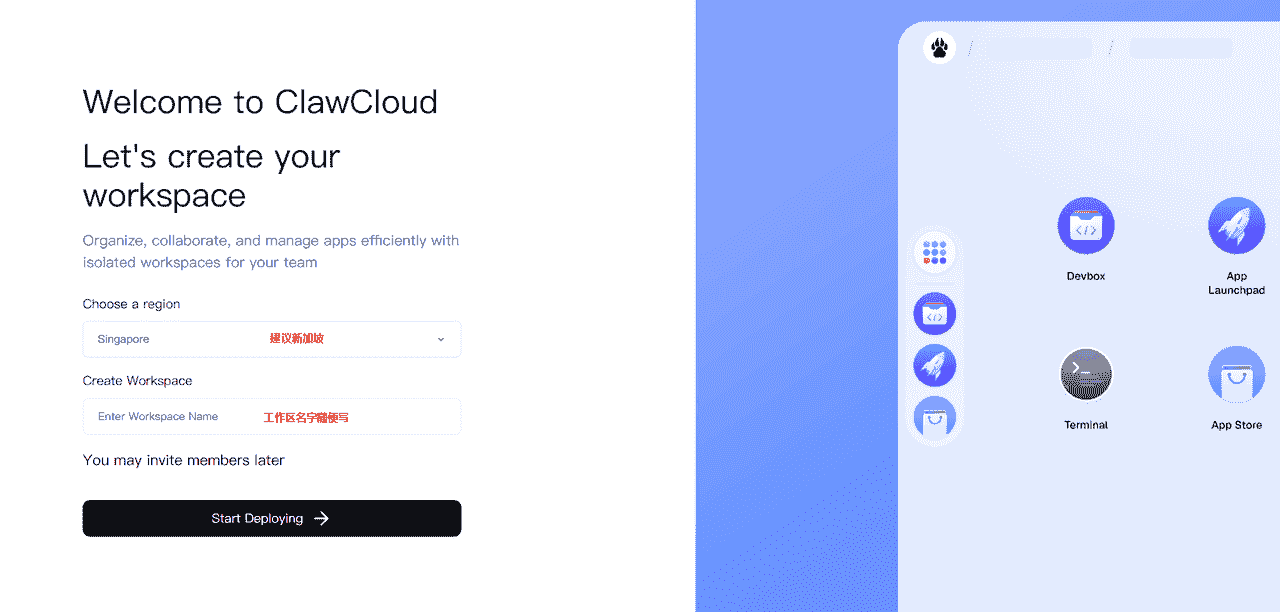 Welcome to ClawCloud
Let's create your
workspace
Organize, collaborate, and manage apps efficiently with
isolated workspaces for your team
Choose a region
Singapore
建议新加坡
Create Workspace
Enter Workspace Name
工作区名字随便写
You may invite members later
Start Deploying
/
/
Devbox
App
Launchpad
Terminal
App Store